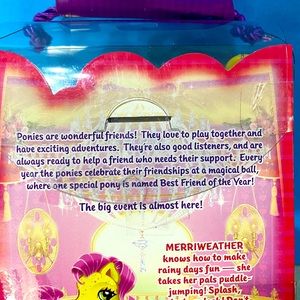 Ponies are wonderful friends! They love to play together and
have exciting adventures. They're also good listeners, and are
always ready to help a friend who needs their support. Every
year the ponies celebrate their friendships at a magical ball,
where one special pony is named Best Friend of the Year!
The big event is almost here!
MERRIWEATHER
knows how to make
rainy days fun — she
takes her pals puddle-
jumping! Splash,